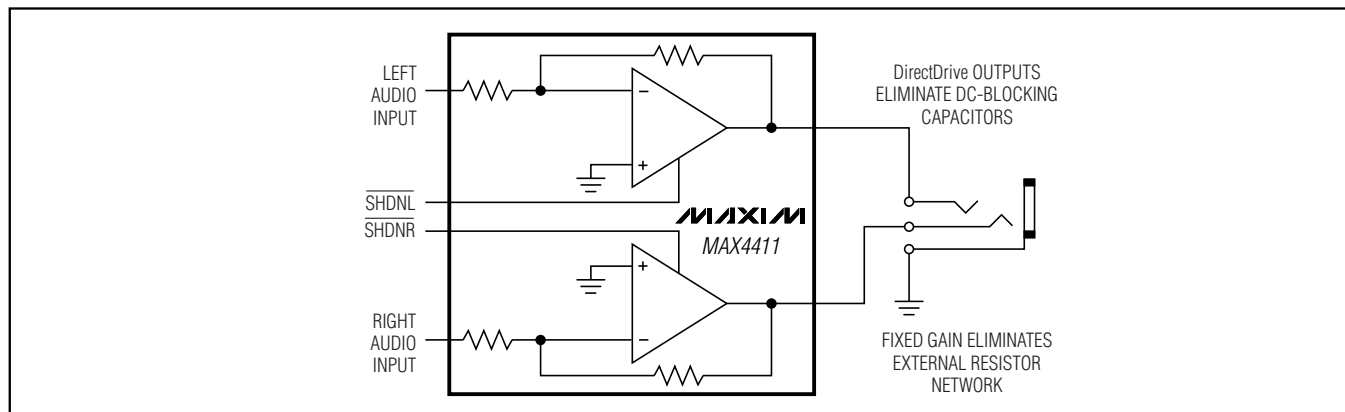 LEFT
AUDIO
INPUT
−
+
SHDNL
SHDNR
MAXIM
MAX4411
+
−
RIGHT
AUDIO
INPUT
DirectDrive OUTPUTS
ELIMINATE DC-BLOCKING
CAPACITORS
FIXED GAIN ELIMINATES
EXTERNAL RESISTOR
NETWORK